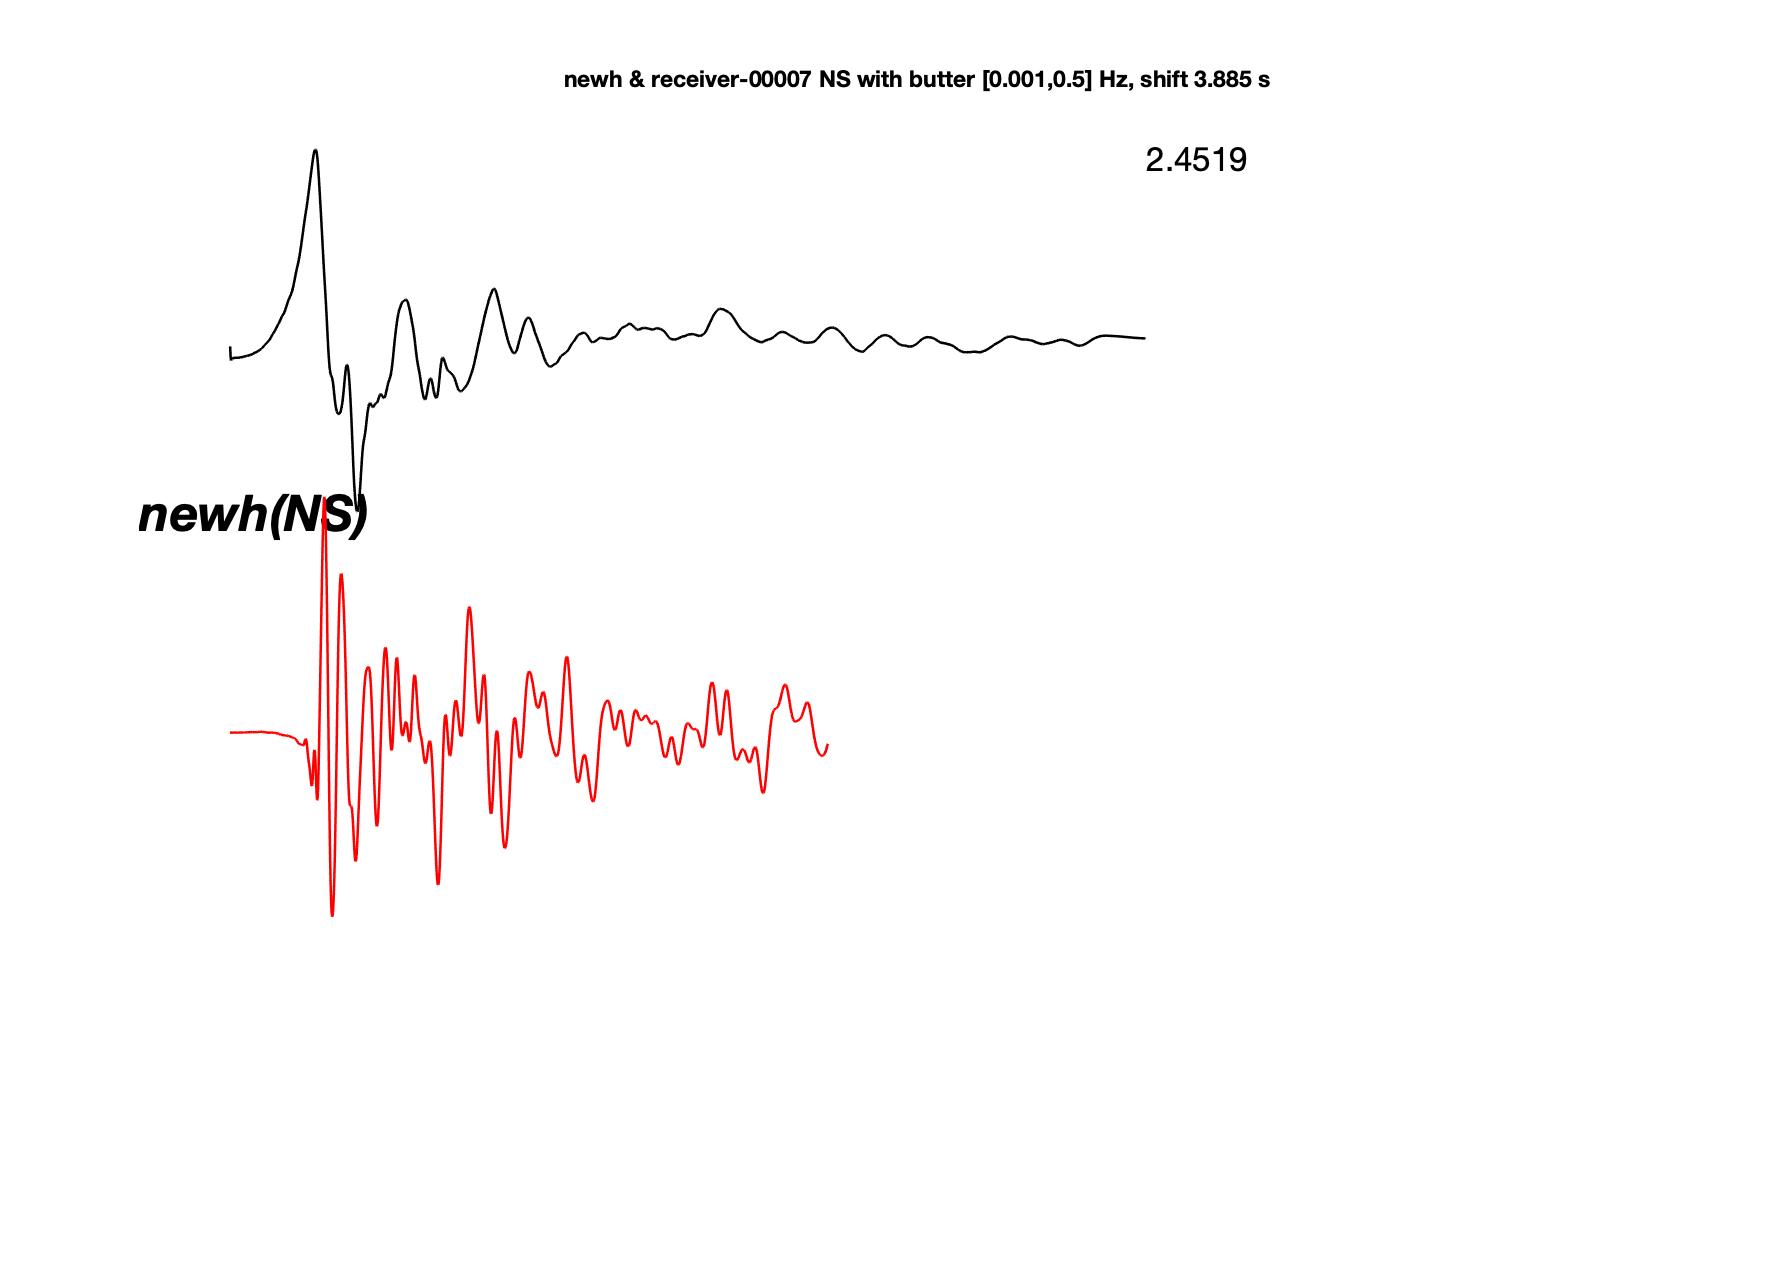 newh & receiver-00007 NS with butter [0.001,0.5] Hz, shift 3.885 s
2.4519
newh(NS)